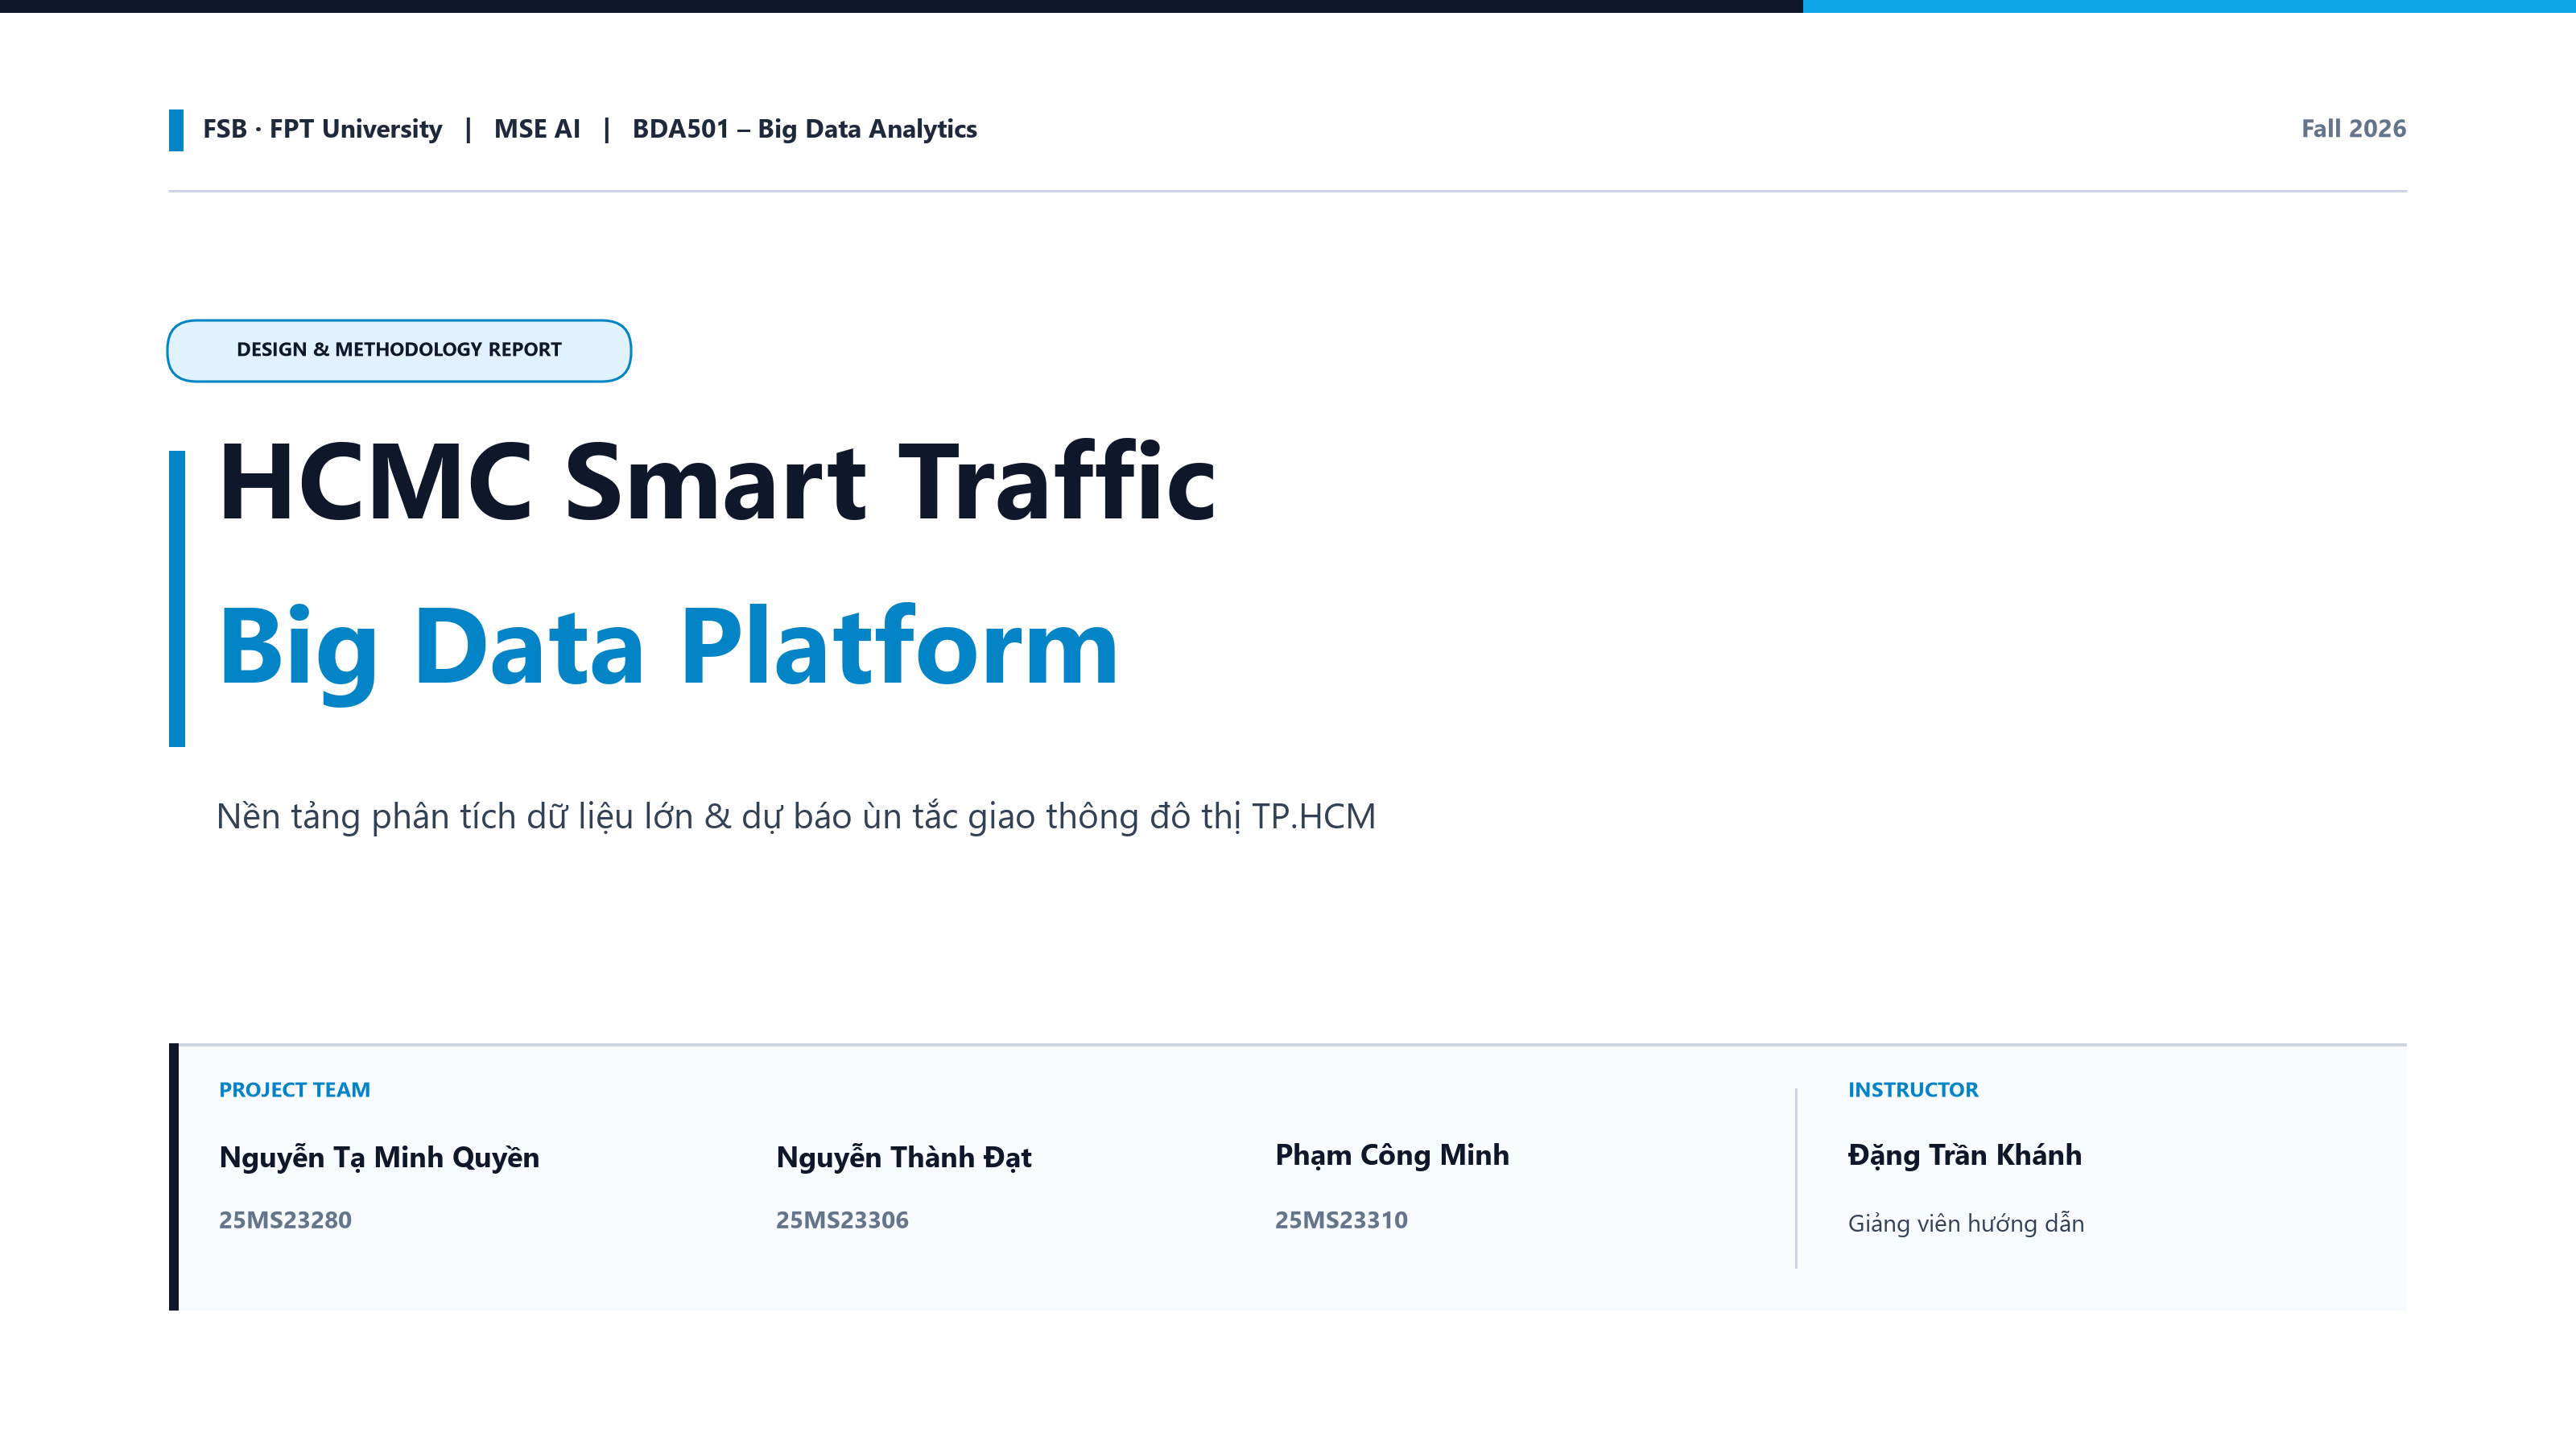 FSB · FPT University | MSE AI | BDA501 – Big Data Analytics
Fall 2026
DESIGN & METHODOLOGY REPORT
HCMC Smart Traffic
Big Data Platform
Nền tảng phân tích dữ liệu lớn & dự báo ùn tắc giao thông đô thị TP.HCM
PROJECT TEAM
Nguyễn Tạ Minh Quyền
25MS23280
Nguyễn Thành Đạt
25MS23306
Phạm Công Minh
25MS23310
INSTRUCTOR
Đặng Trần Khánh
Giảng viên hướng dẫn